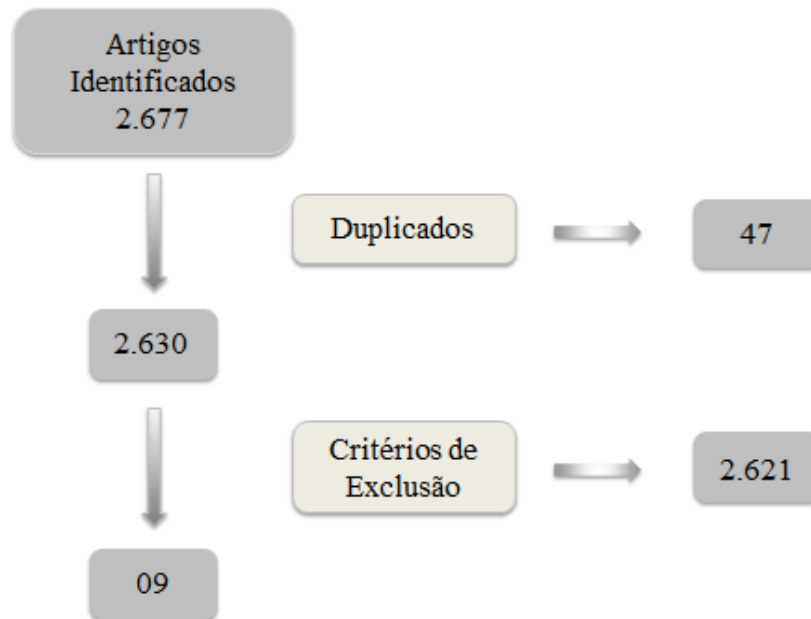 Artigos
Identificados
2.677
Duplicados
47
2.630
Critérios de
Exclusão
2.621
09